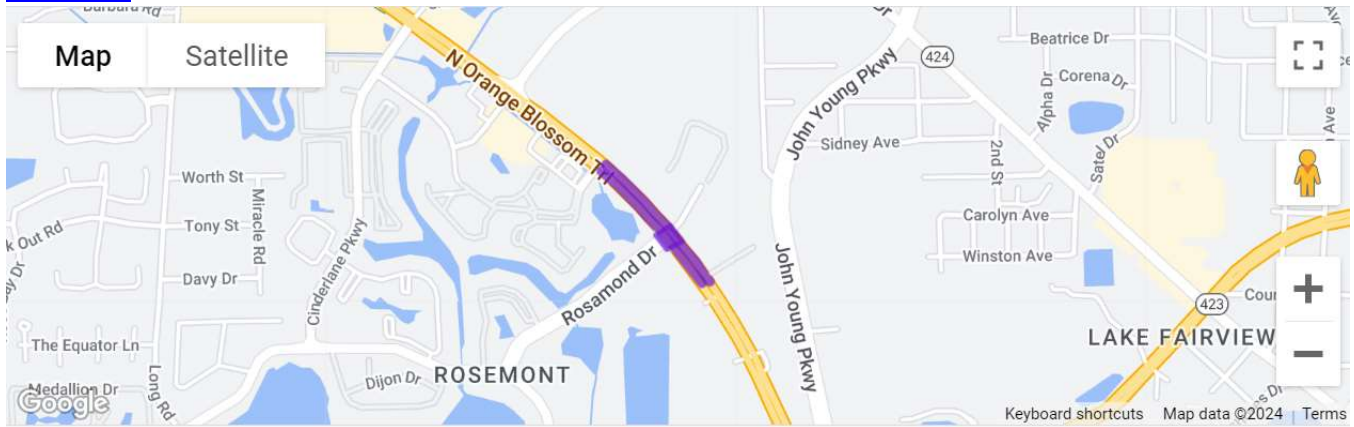 Barbara Rd
Map
Satellite
N Orange Blossom Trl
John Young Pkwy
Dr
424
Beatrice Dr
Corena Dr
Alpha Dr
Ave
Sidney Ave
2nd St
Satel Dr
Worth St
Miracle Rd
Tony St
k Out Rd
Carolyn Ave
Winston Ave
Davy Dr
Cinderlane Pkwy
Rosamond Dr
John Young Pkwy
423
Cour
The Equator Ln
LAKE FAIRVIEW
Dijon Dr
ROSEMONT
Medallion Dr
Long Rd
Google
Keyboard shortcuts
Map data ©2024
Terms